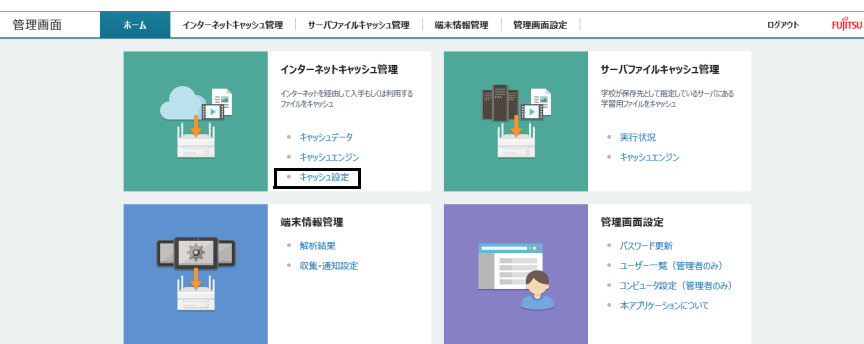 管理画面
ホーム
インターネットキャッシュ管理
サーバファイルキャッシュ管理
端末情報管理
管理画面設定
ログアウト
FUJITSU
インターネットキャッシュ管理
インターネットを経由して入手もしくは利用する
ファイルをキャッシュ
キャッシュデータ
キャッシュエンジン
キャッシュ設定
サーバファイルキャッシュ管理
学校が保存先として指定しているサーバにある
学習用ファイルをキャッシュ
実行状況
キャッシュエンジン
端末情報管理
解析結果
収集・通知設定
管理画面設定
パスワード更新
ユーザー一覧（管理者のみ）
コンピュータ設定（管理者のみ）
本アプリケーションについて